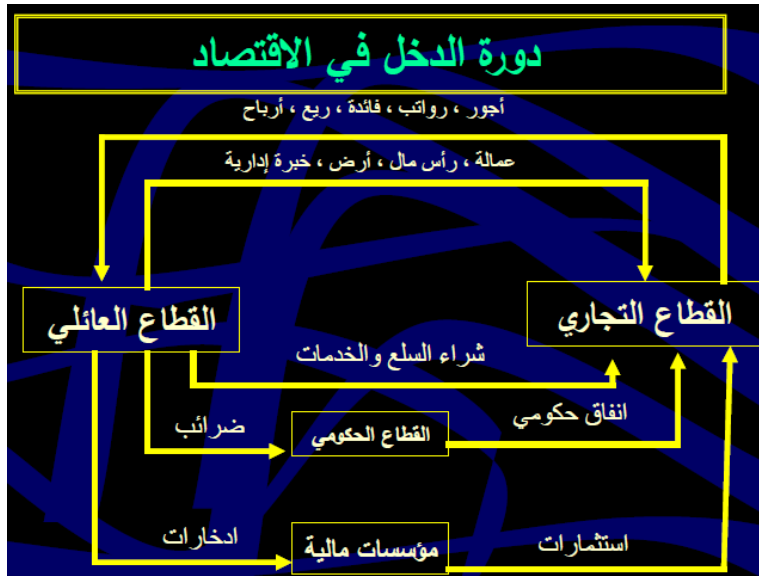 دورة الدخل في الاقتصاد
أجور ، رواتب ، فائدة ، ريع ، أرباح
عمالة ، رأس مال ، أرض ، خبرة إدارية
القطاع التجاري
القطاع العائلي
شراء السلع والخدمات
انفاق حكومي
القطاع الحكومي
ضرائب
استثمارات
مؤسسات مالية
ادخارات